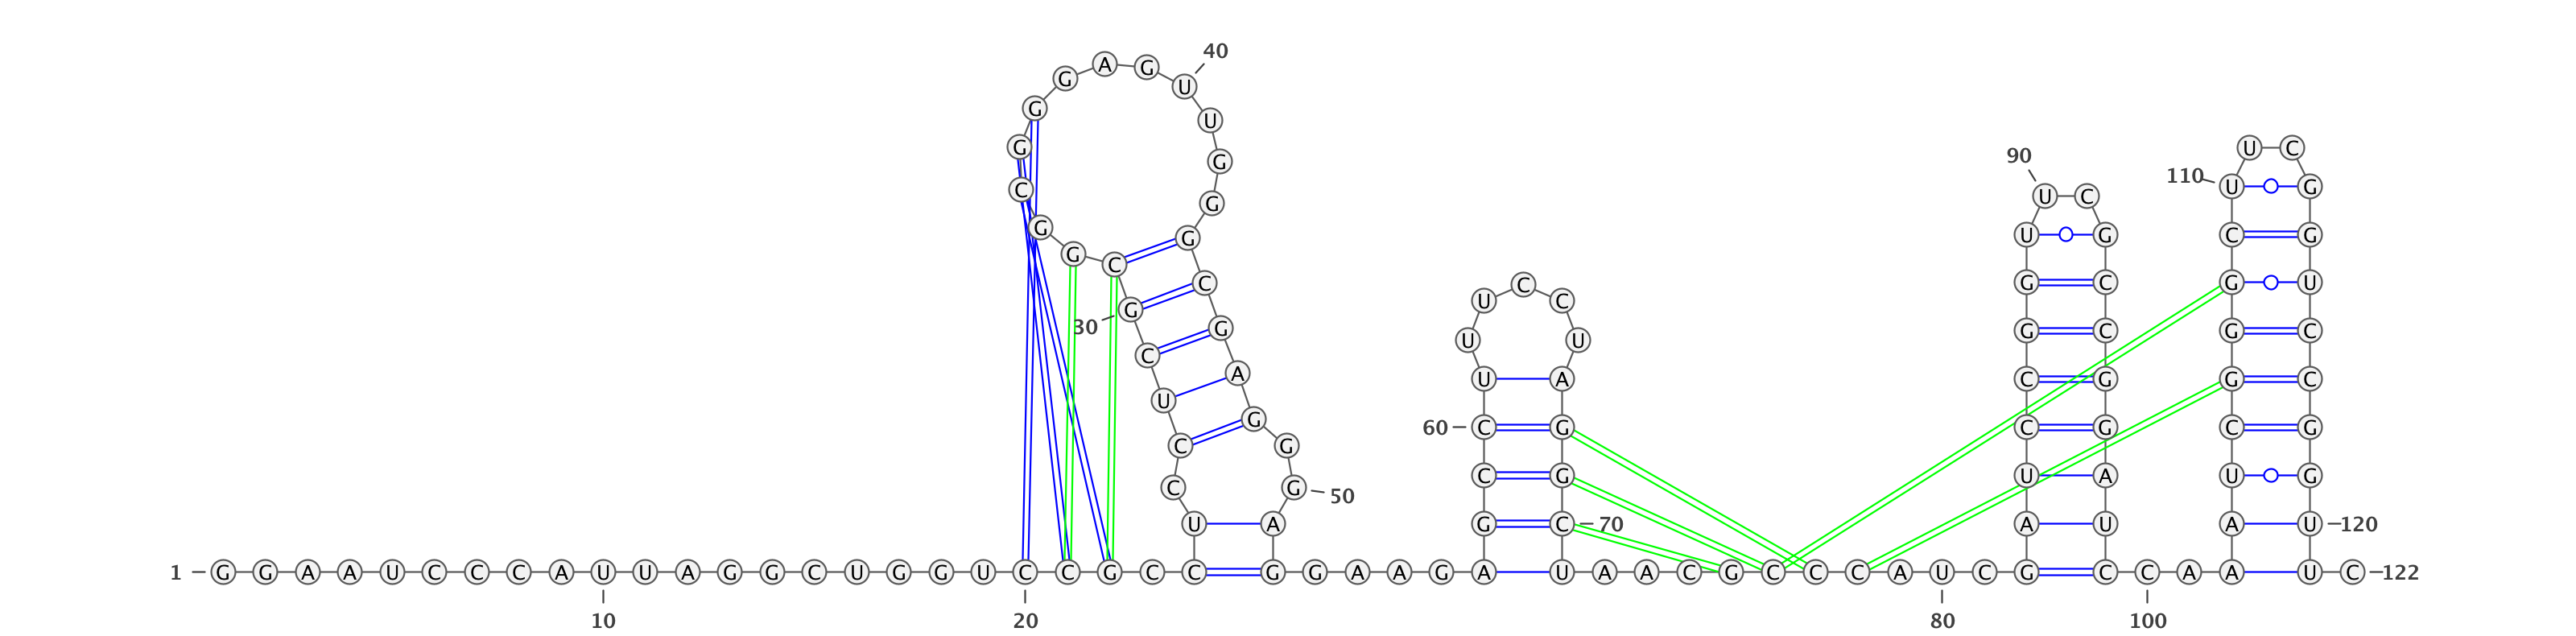 1
G G A A U C C C A U
10
U A G G C U G G U C
20
C G C C U C C U C G
30
C G G C G G G A G U
40
U G G G C G A G G G
50
A G G A A G A G C C
60
U U U C C U A G G C
70
U A A C G C C C A U
80
C G A U C C G G U U
90
C G C C G G A U C C
100
A A A U C G G G C U
110
U C G G U C C G G U
120
U C
122